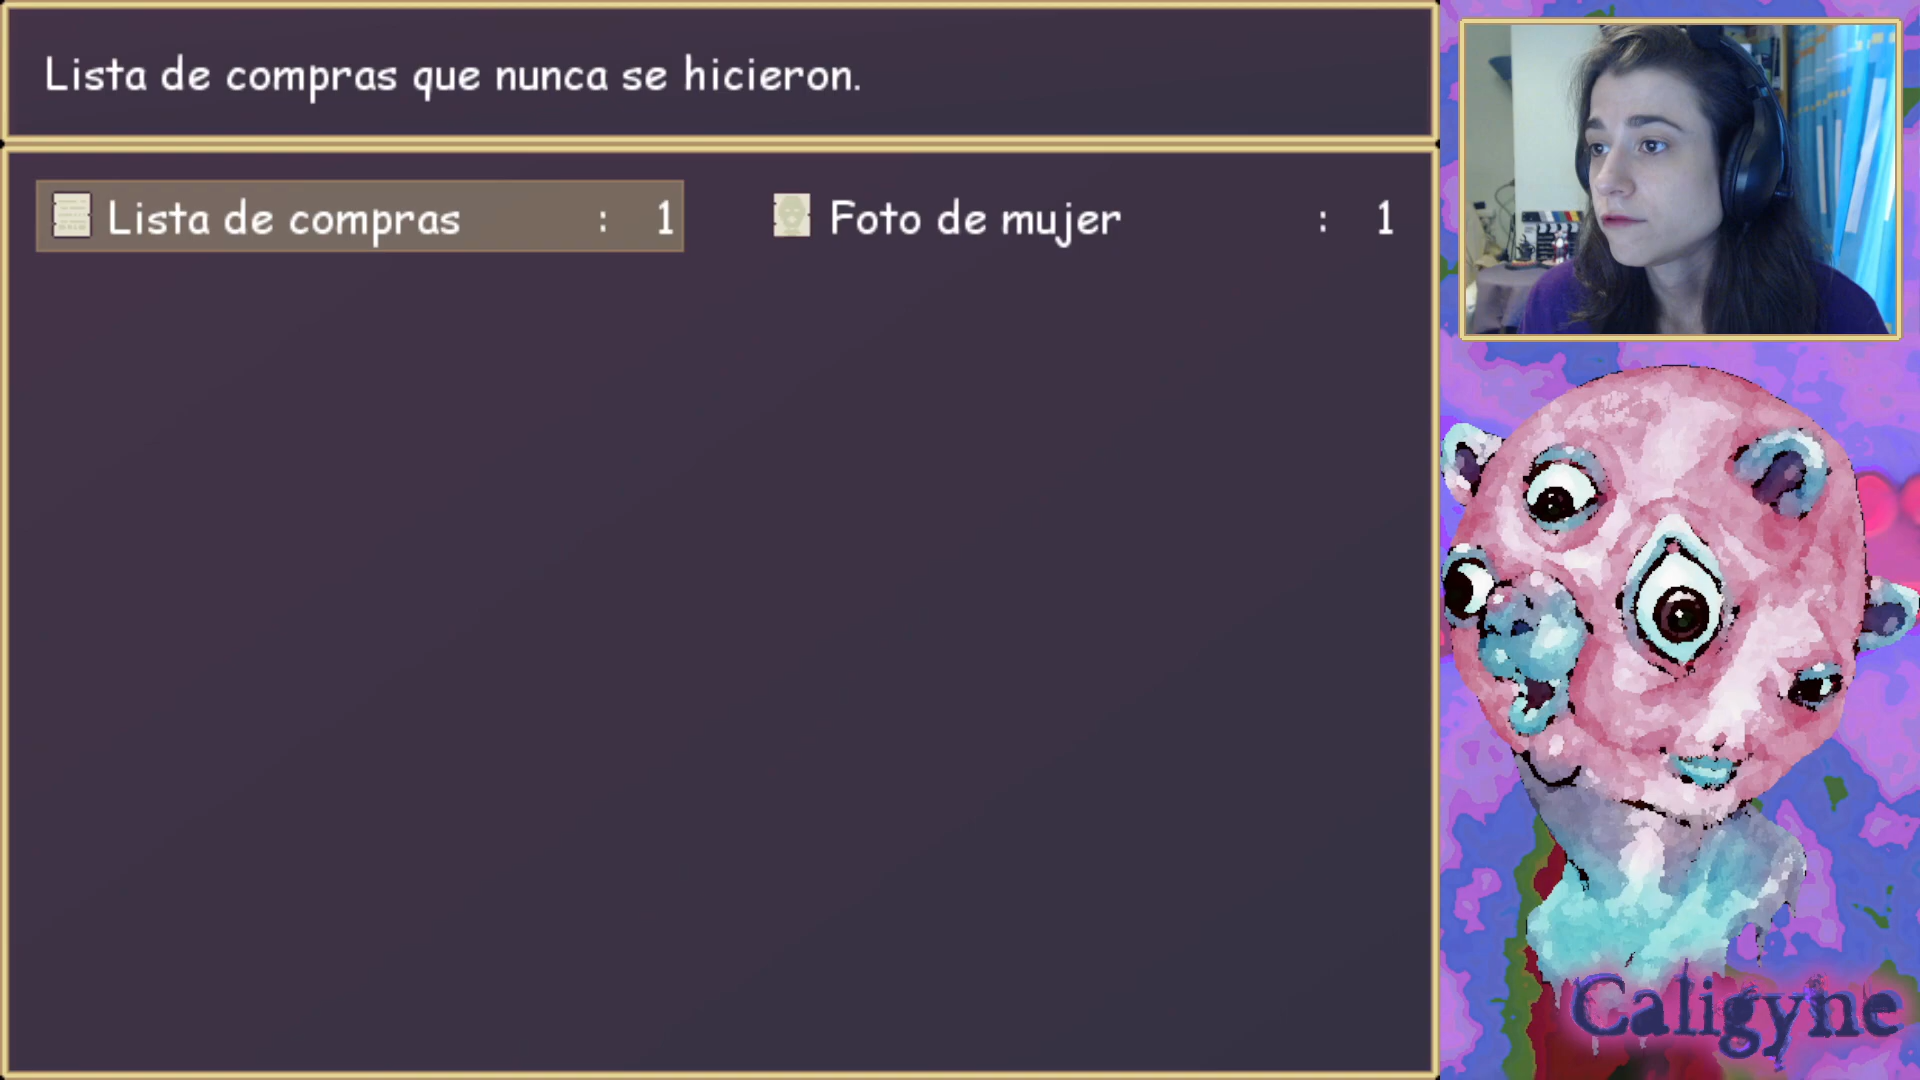 Lista de compras que nunca se hicieron.
Lista de compras : 1
Foto de mujer : 1
Caligyne